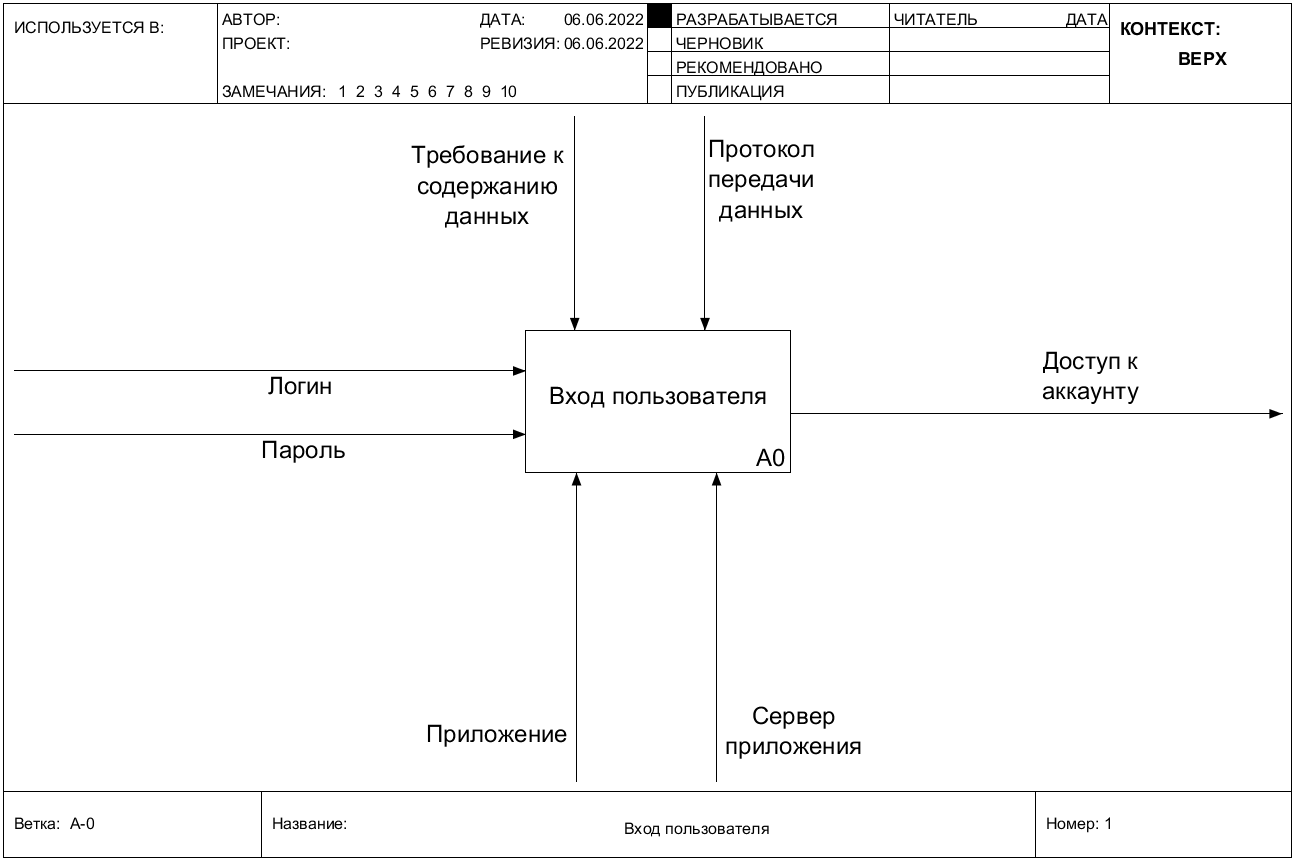 ИСПОЛЬЗУЕТСЯ В:
АВТОР: ДАТА: 06.06.2022
ПРОЕКТ: РЕВИЗИЯ: 06.06.2022
ЗАМЕЧАНИЯ: 1 2 3 4 5 6 7 8 9 10
РАЗРАБАТЫВАЕТСЯ
ЧЕРНОВИК
РЕКОМЕНДОВАНО
ПУБЛИКАЦИЯ
ЧИТАТЕЛЬ ДАТА
КОНТЕКСТ:
ВЕРХ
Требование к
содержанию
данных
Протокол
передачи
данных
Логин
Пароль
Вход пользователя
A0
Доступ к
аккаунту
Приложение
Сервер
приложения
Ветка: A-0
Название:
Вход пользователя
Номер: 1